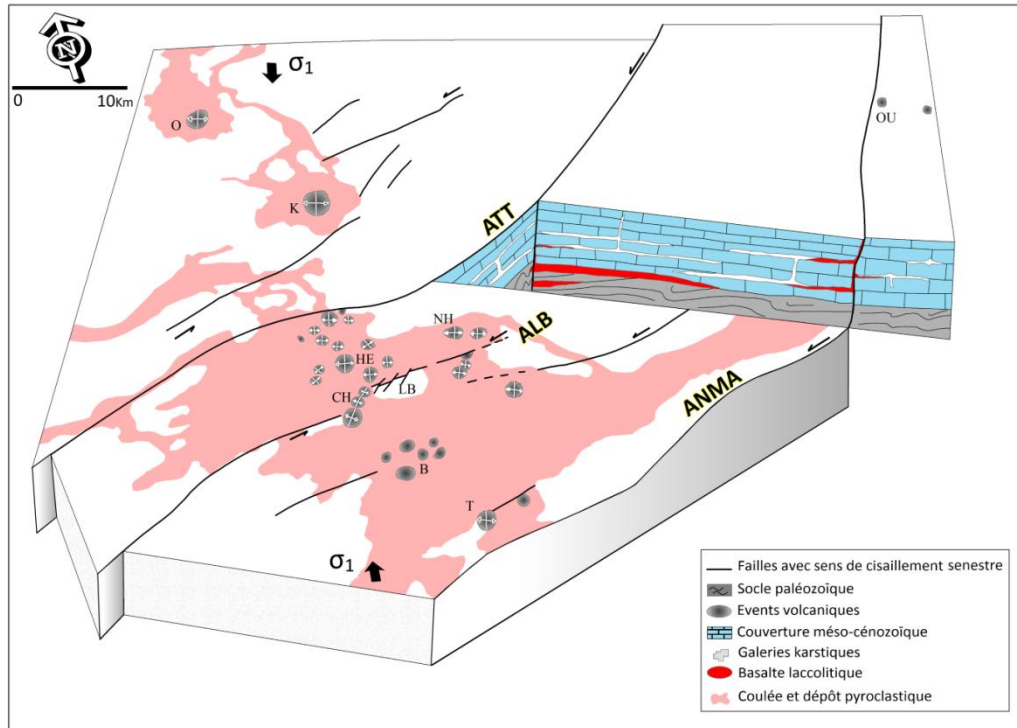 N
0 10Km
σ1
O
K
OU
ATT
NH
ALB
HE
LB
CH
ANMA
B
T
σ1
Failles avec sens de cisaillement senestre
Socle paléozoïque
Events volcaniques
Couverture méso-cénozoïque
Galeries karstiques
Basalte laccolitique
Coulée et dépôt pyroclastique